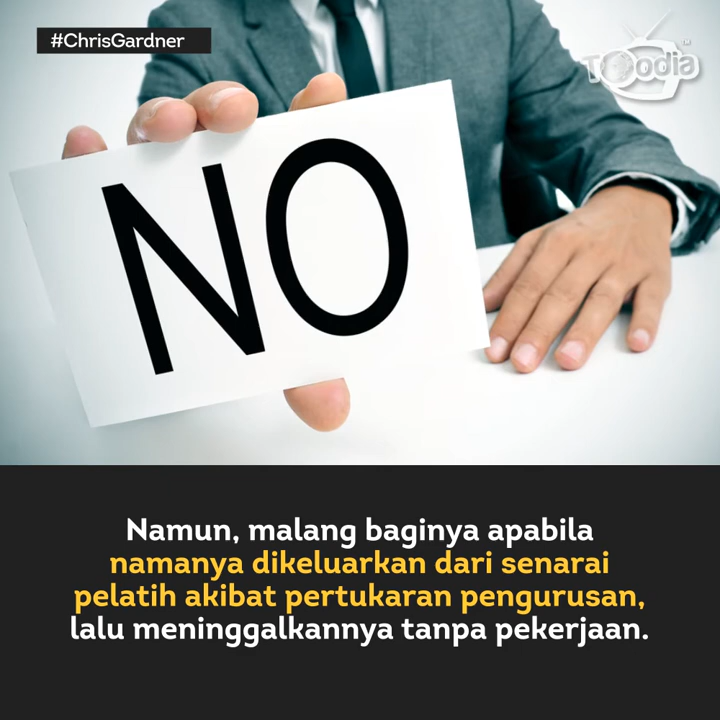 #ChrisGardner
Toodia
NO
Namun, malang baginya apabila
namanya dikeluarkan dari senarai
pelatih akibat pertukaran pengurusan,
lalu meninggalkannya tanpa pekerjaan.